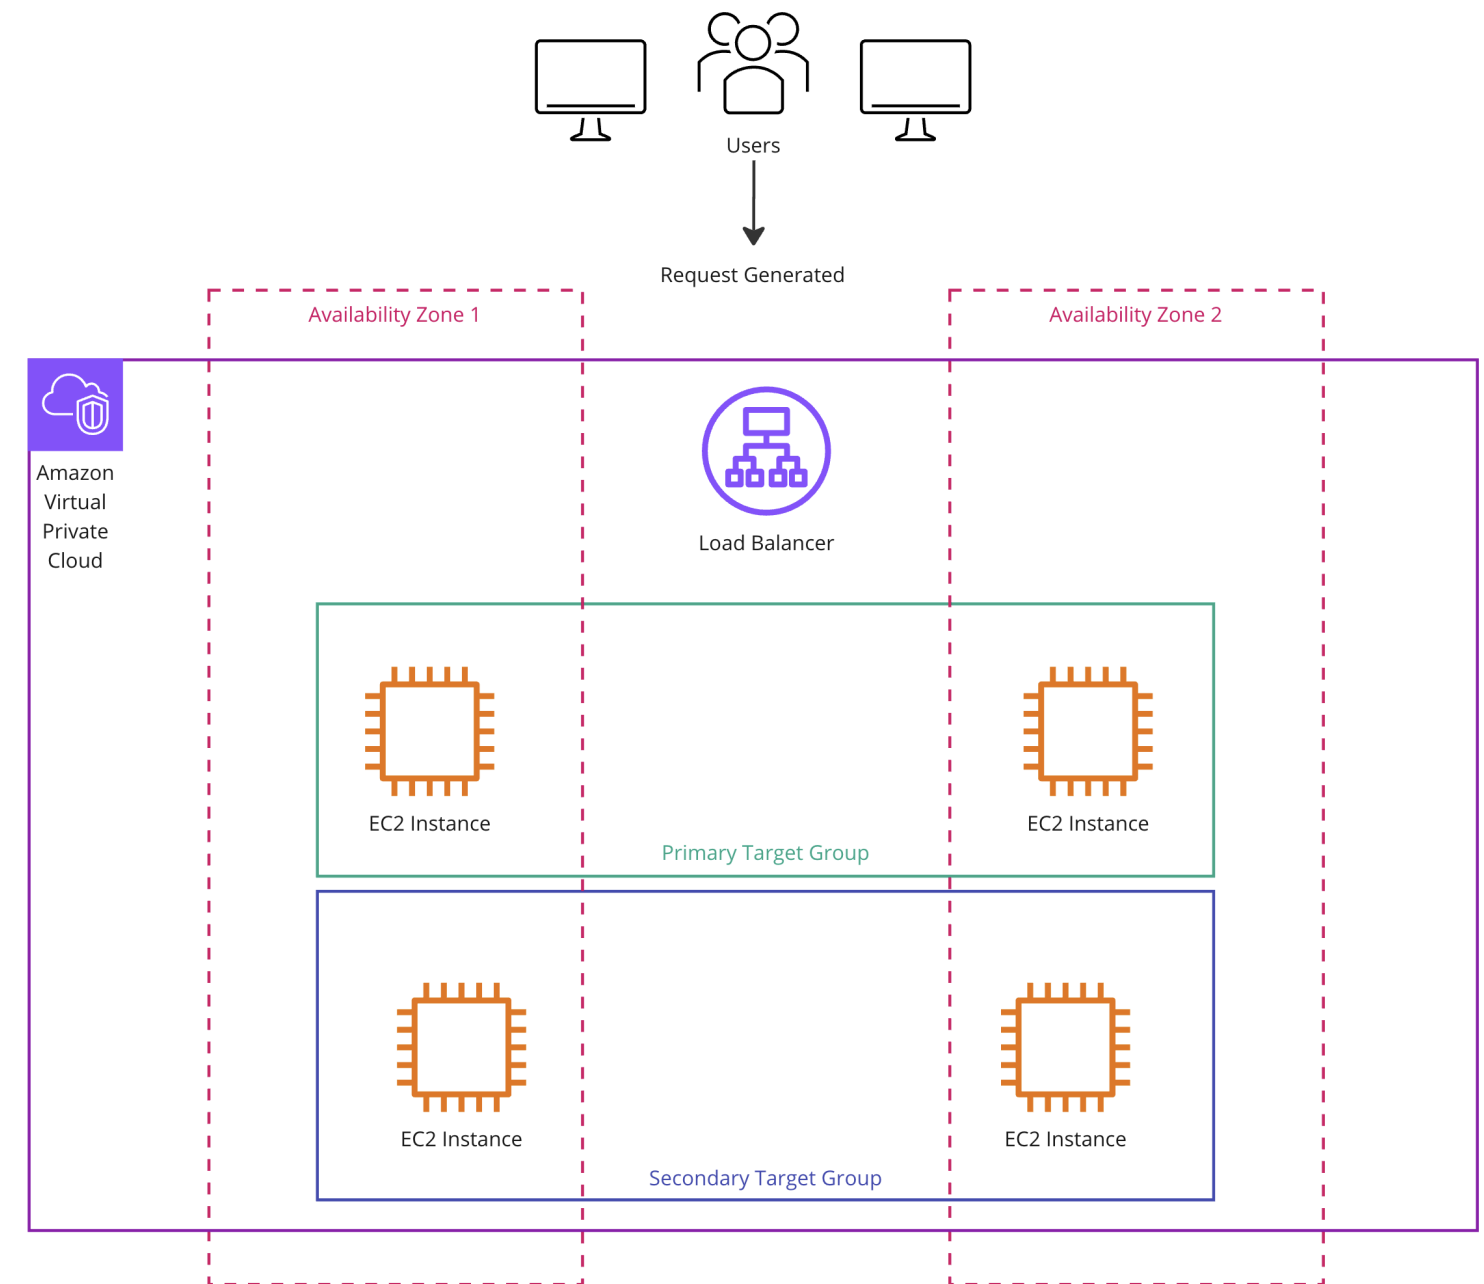 Users
Request Generated
Availability Zone 1
Availability Zone 2
Amazon
Virtual
Private
Cloud
Load Balancer
EC2 Instance
EC2 Instance
Primary Target Group
EC2 Instance
EC2 Instance
Secondary Target Group